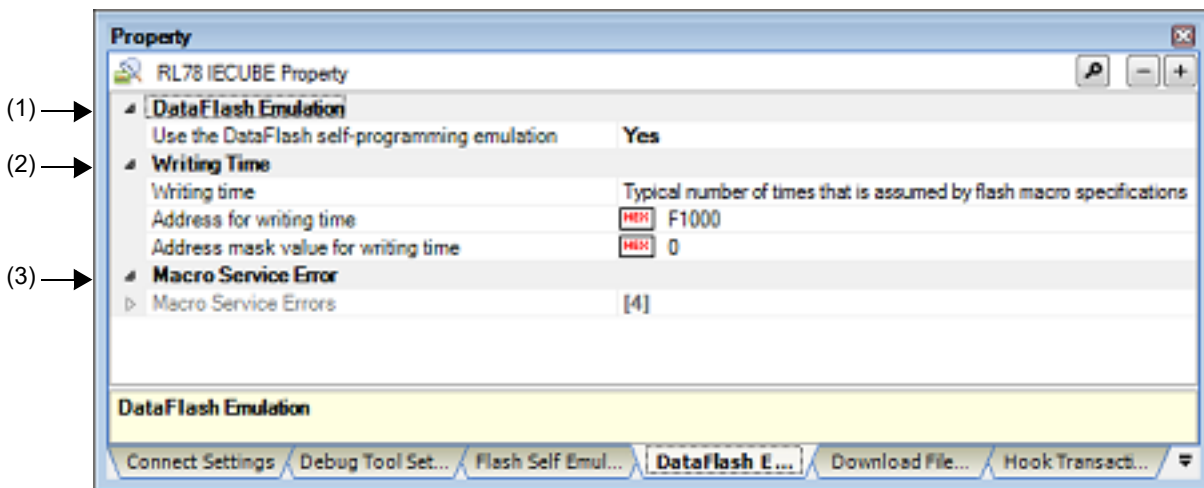 Property
RL78 IECUBE Property
(1) DataFlash Emulation
Use the DataFlash self-programming emulation Yes
(2) Writing Time
Writing time Typical number of times that is assumed by flash macro specifications
Address for writing time HEX F1000
Address mask value for writing time HEX 0
(3) Macro Service Error
Macro Service Errors [4]
DataFlash Emulation
Connect Settings Debug Tool Set... Flash Self Emul... DataFlash E... Download File... Hook Transacti...